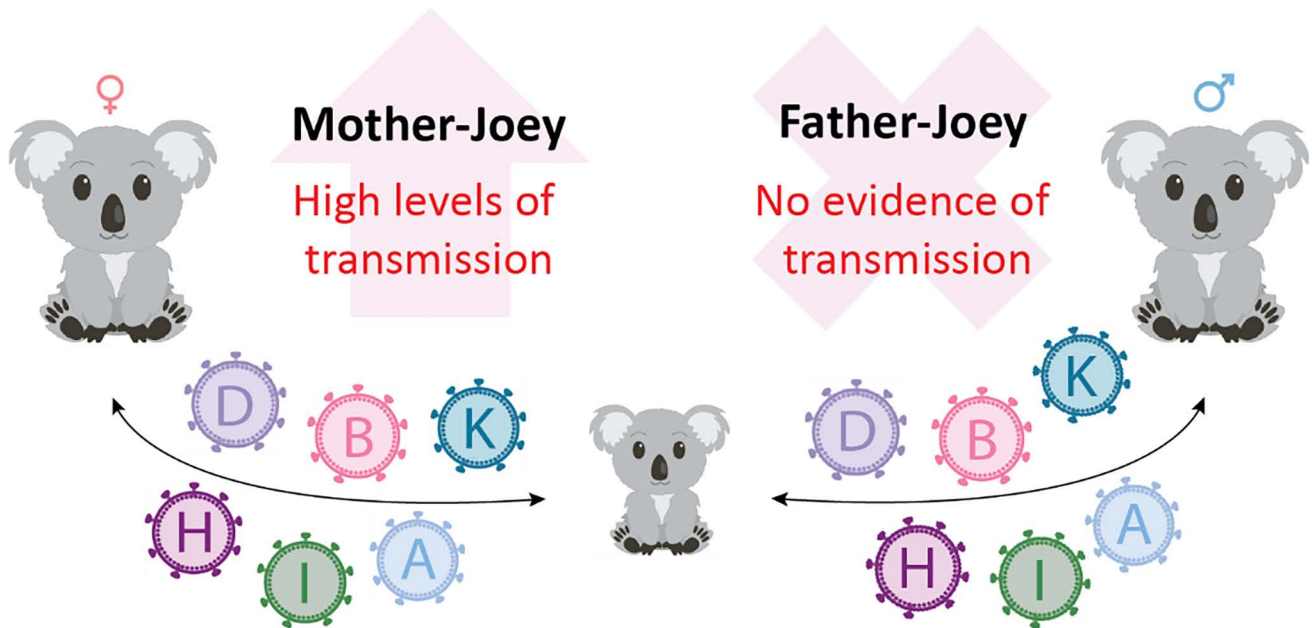 ♀
♂
Mother-Joey
High levels of
transmission
Father-Joey
No evidence of
transmission
D
B
K
H
I
A
D
B
K
H
I
A